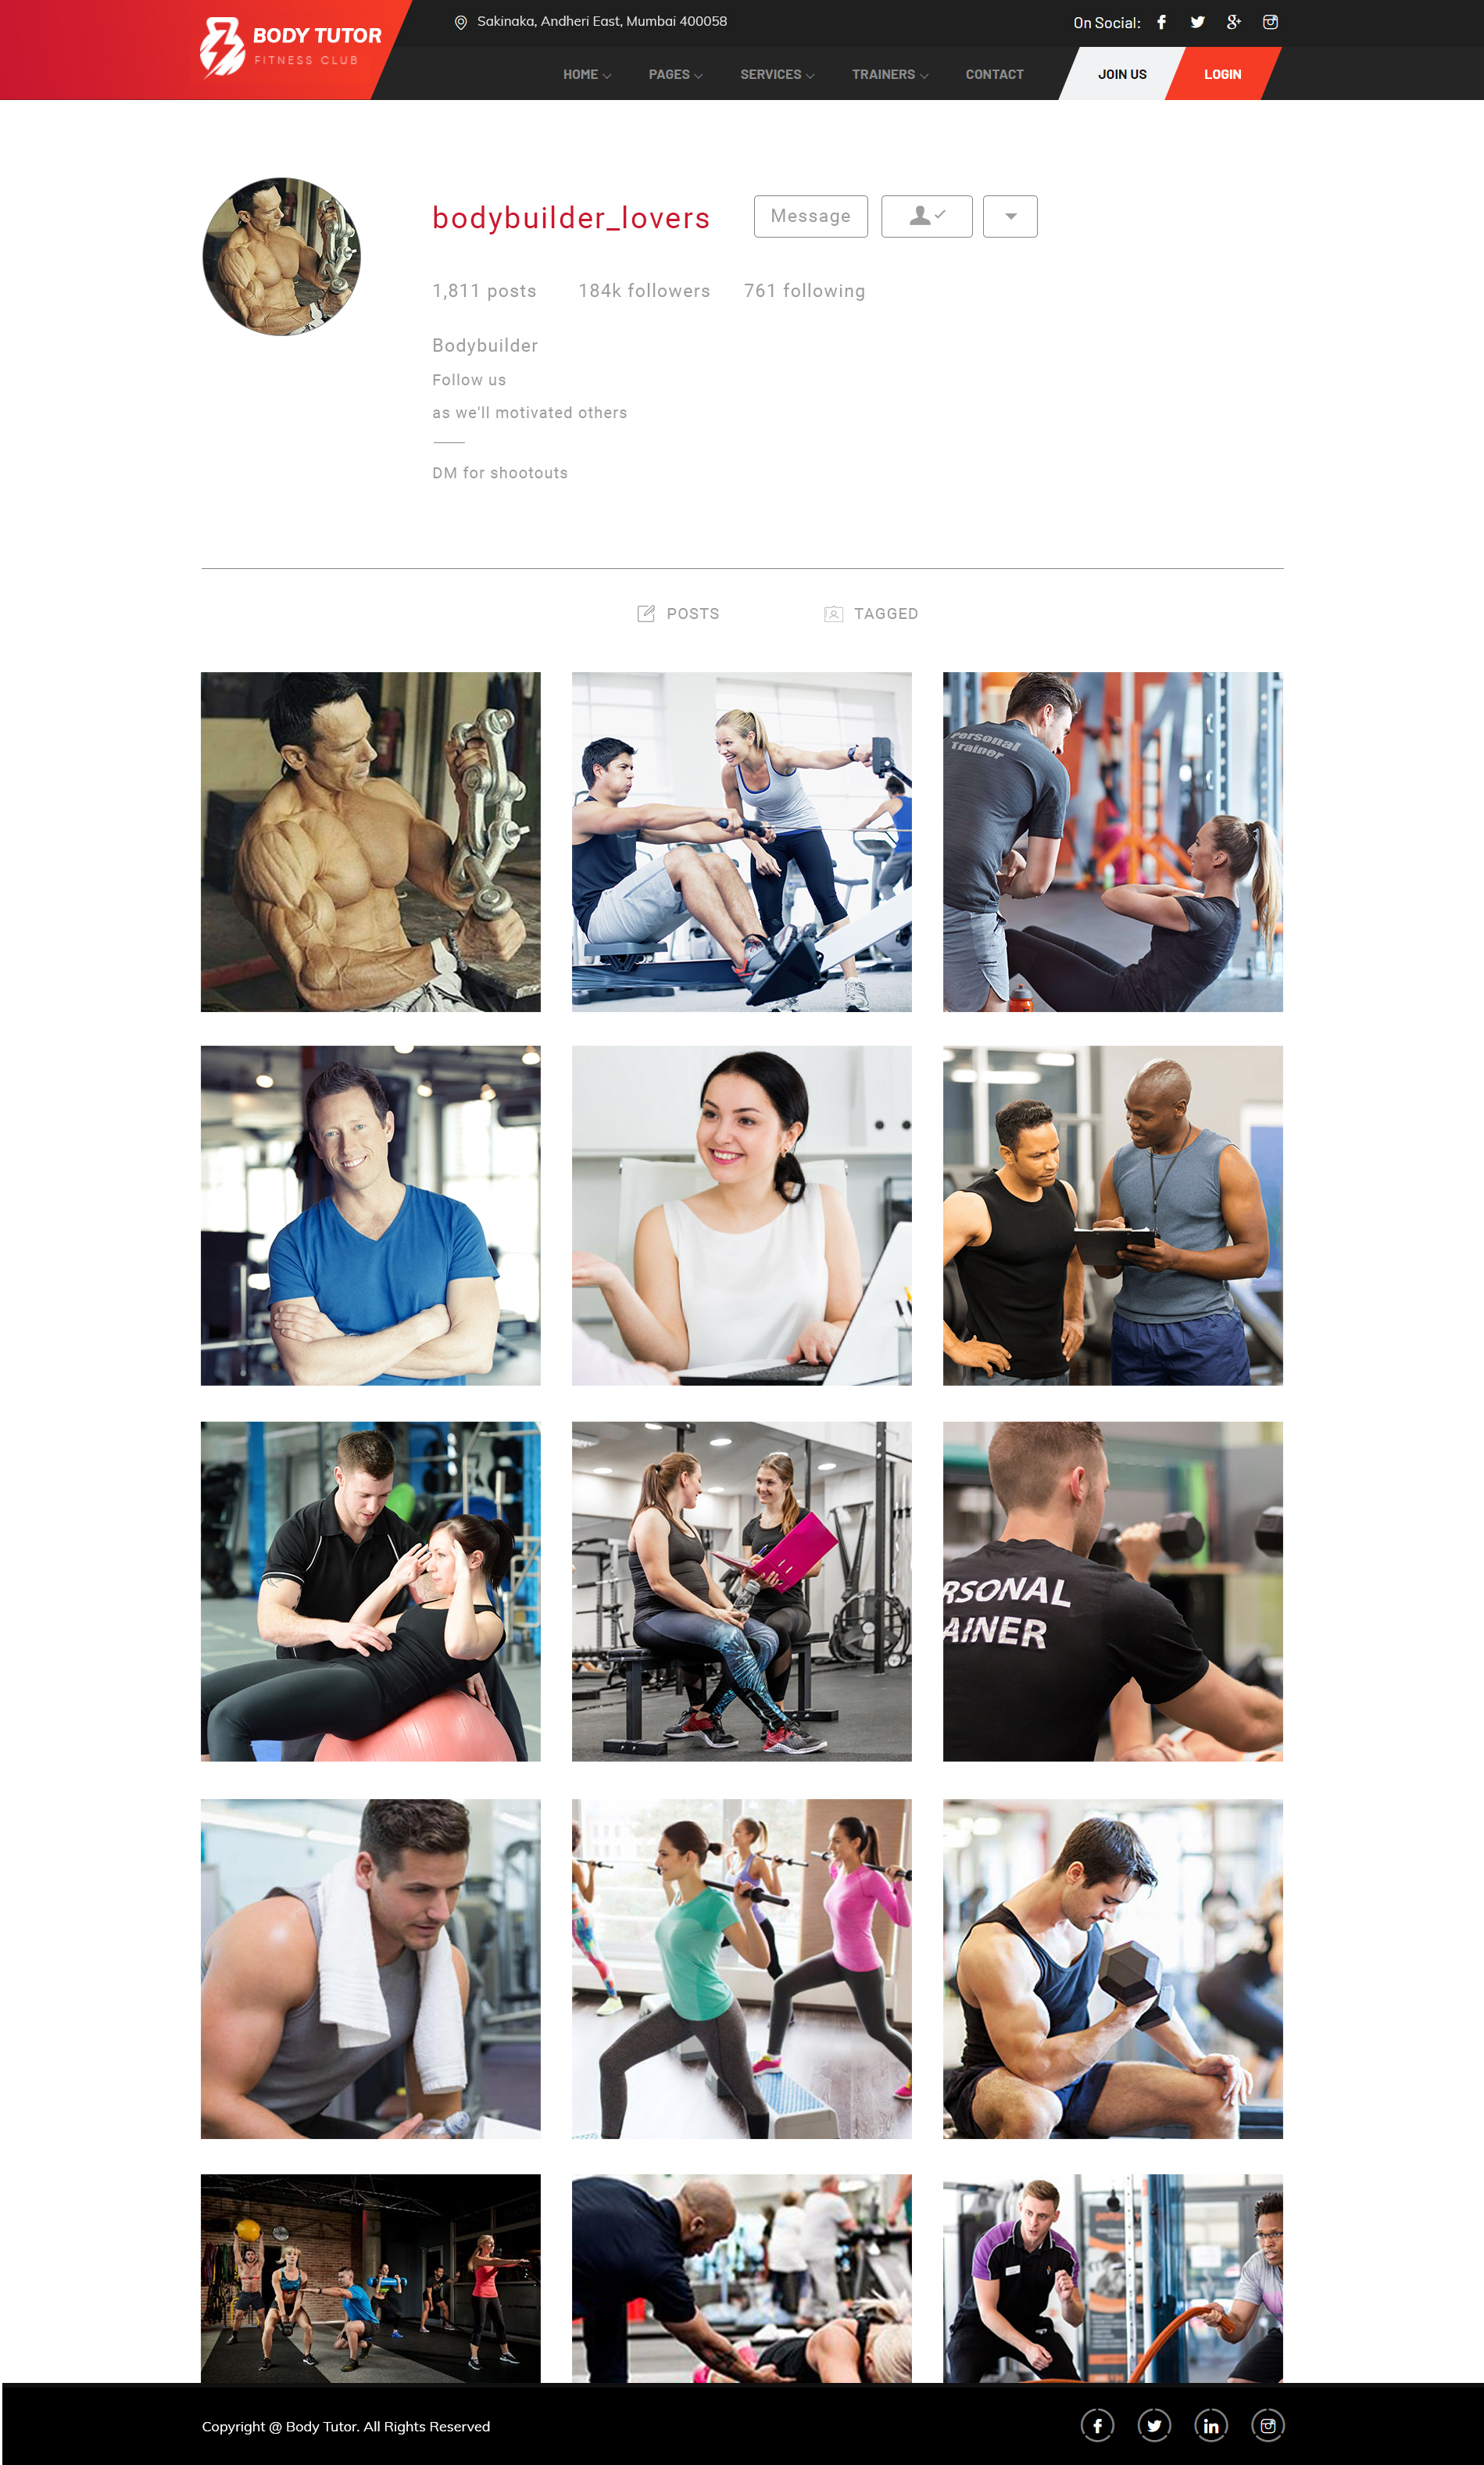 BODY TUTOR
FITNESS CLUB
Sakinaka, Andheri East, Mumbai 400058
On Social:
HOME
PAGES
SERVICES
TRAINERS
CONTACT
JOIN US
LOGIN
bodybuilder_lovers
Message
1,811 posts
184k followers
761 following
Bodybuilder
Follow us
as we'll motivated others
DM for shootouts
POSTS
TAGGED
Personal
Trainer
RSONAL
AINER
Copyright @ Body Tutor. All Rights Reserved